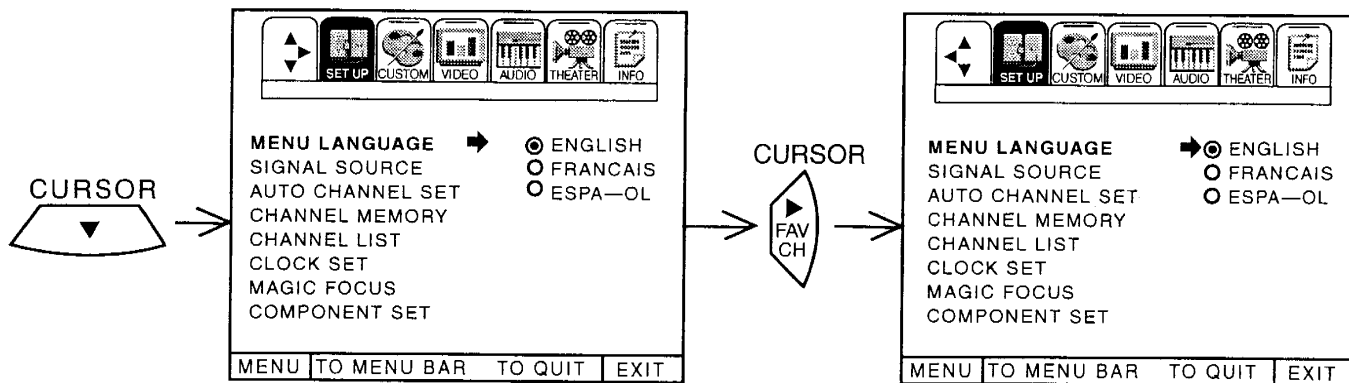 CURSOR
SET UP CUSTOM VIDEO AUDIO THEATER INFO
MENU LANGUAGE ENGLISH
SIGNAL SOURCE FRANCAIS
AUTO CHANNEL SET ESPA—OL
CHANNEL MEMORY
CHANNEL LIST
CLOCK SET
MAGIC FOCUS
COMPONENT SET
MENU TO MENU BAR TO QUIT EXIT
CURSOR
FAV
CH
SET UP CUSTOM VIDEO AUDIO THEATER INFO
MENU LANGUAGE ENGLISH
SIGNAL SOURCE FRANCAIS
AUTO CHANNEL SET ESPA—OL
CHANNEL MEMORY
CHANNEL LIST
CLOCK SET
MAGIC FOCUS
COMPONENT SET
MENU TO MENU BAR TO QUIT EXIT